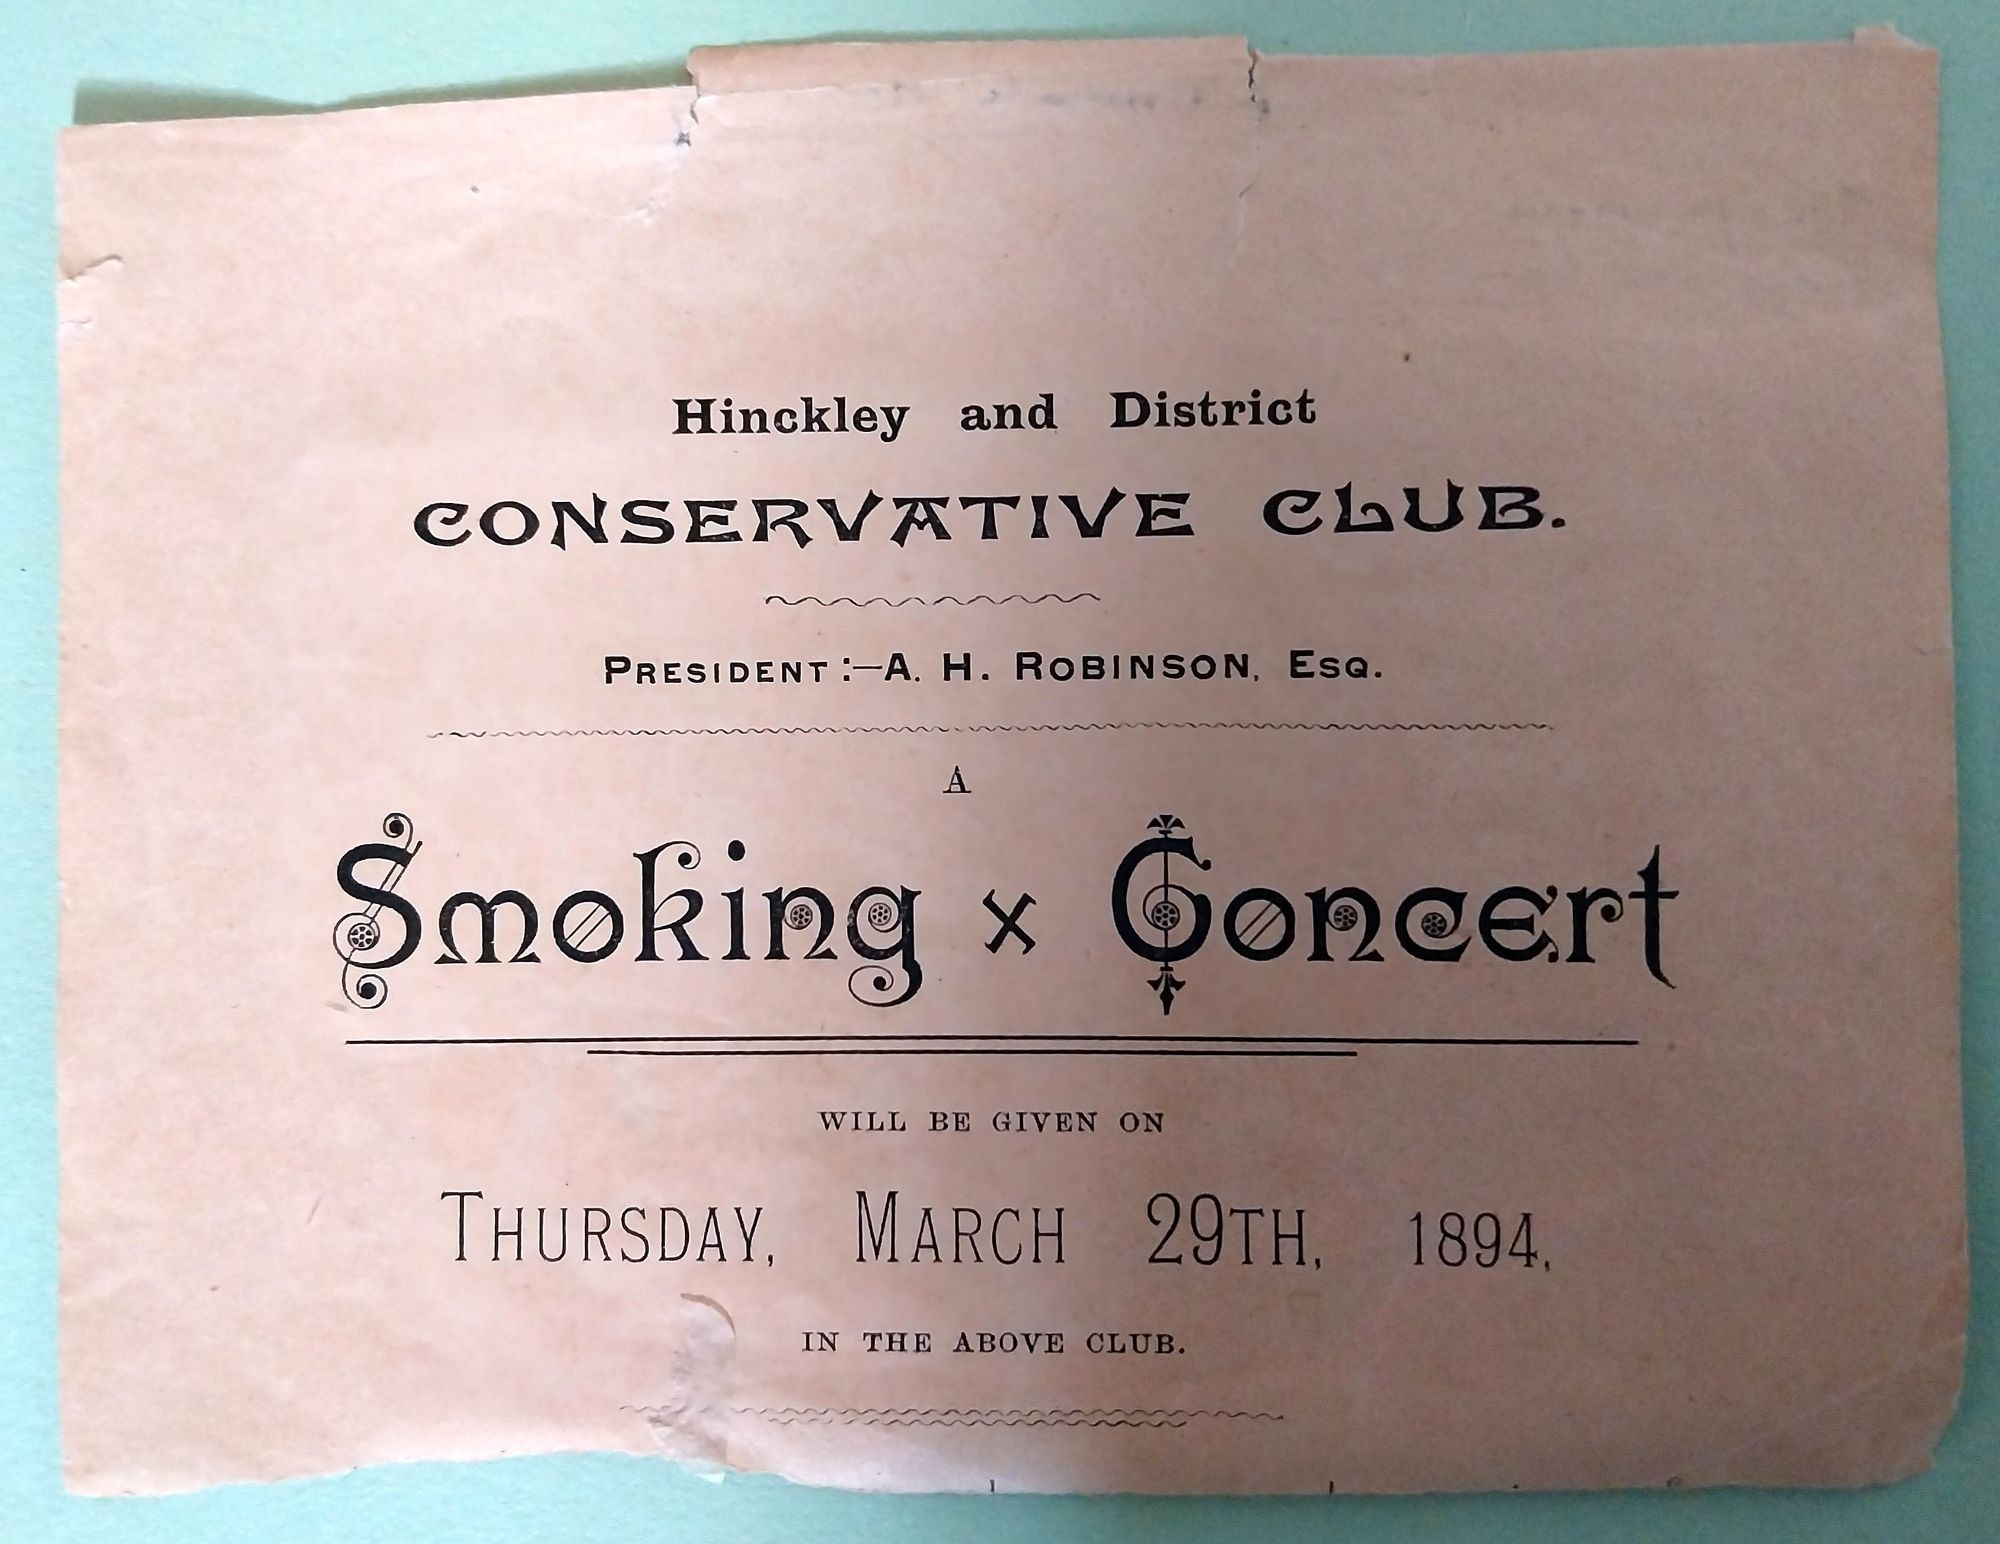 Hinckley and District
CONSERVATIVE CLUB.
PRESIDENT:—A. H. ROBINSON, ESQ.
A
Smoking × Concert
WILL BE GIVEN ON
THURSDAY, MARCH 29TH, 1894,
IN THE ABOVE CLUB.